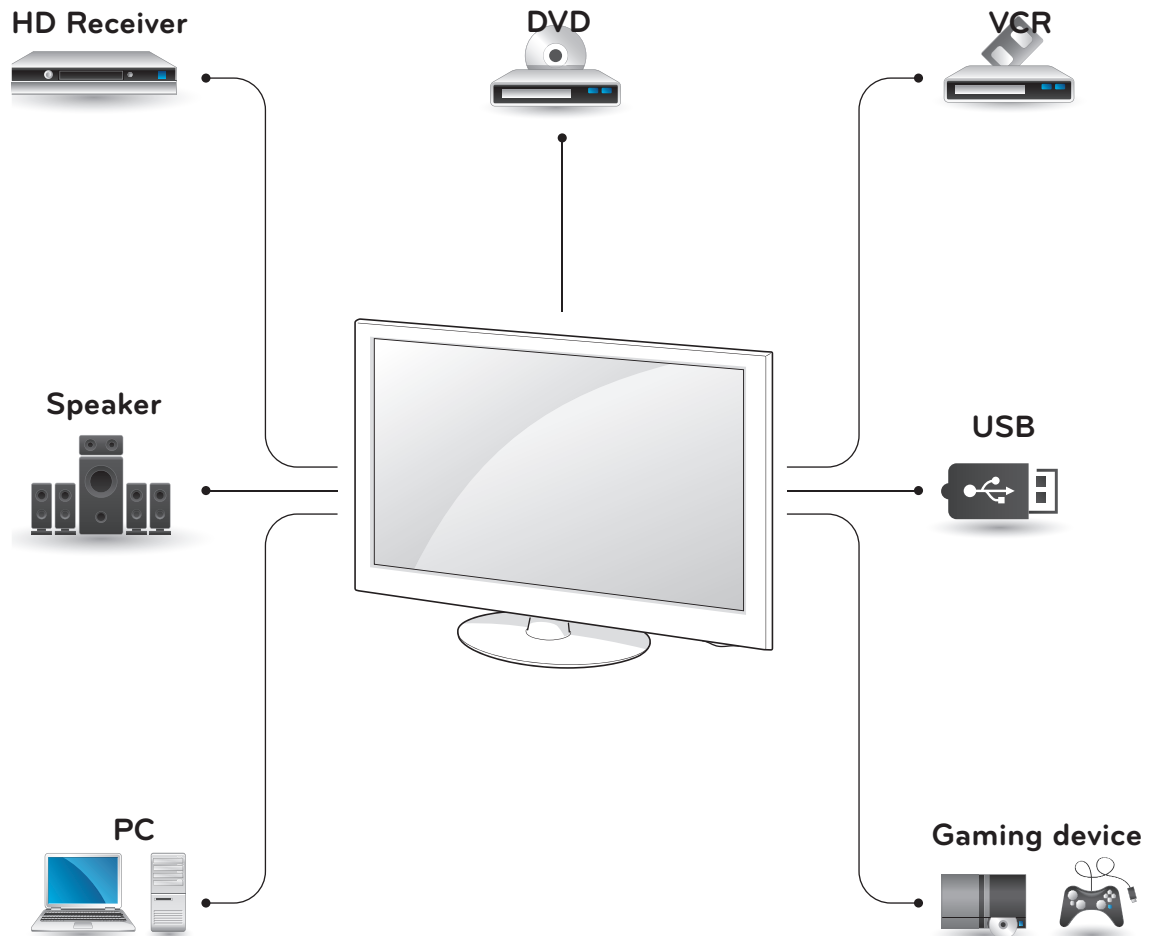 HD Receiver
DVD
VCR
Speaker
USB
PC
Gaming device